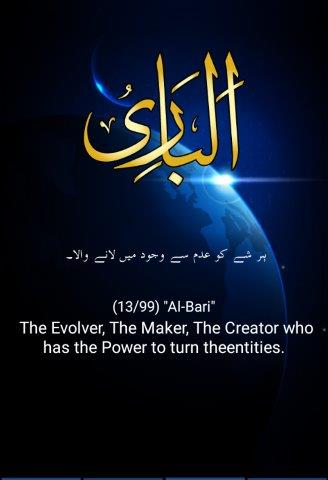 اَلْبَارِیُٔ
ہر شے کو عدم سے وجود میں لانے والا۔
(13/99) "Al-Bari"
The Evolver, The Maker, The Creator who
has the Power to turn theentities.